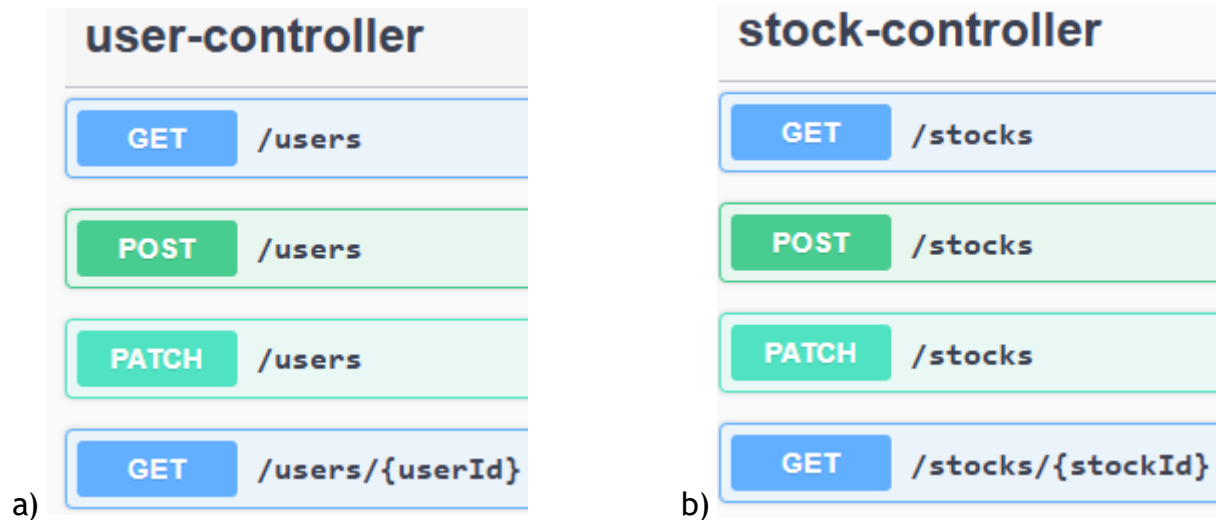 user-controller
GET /users
POST /users
PATCH /users
GET /users/{userId}
a)
stock-controller
GET /stocks
POST /stocks
PATCH /stocks
GET /stocks/{stockId}
b)